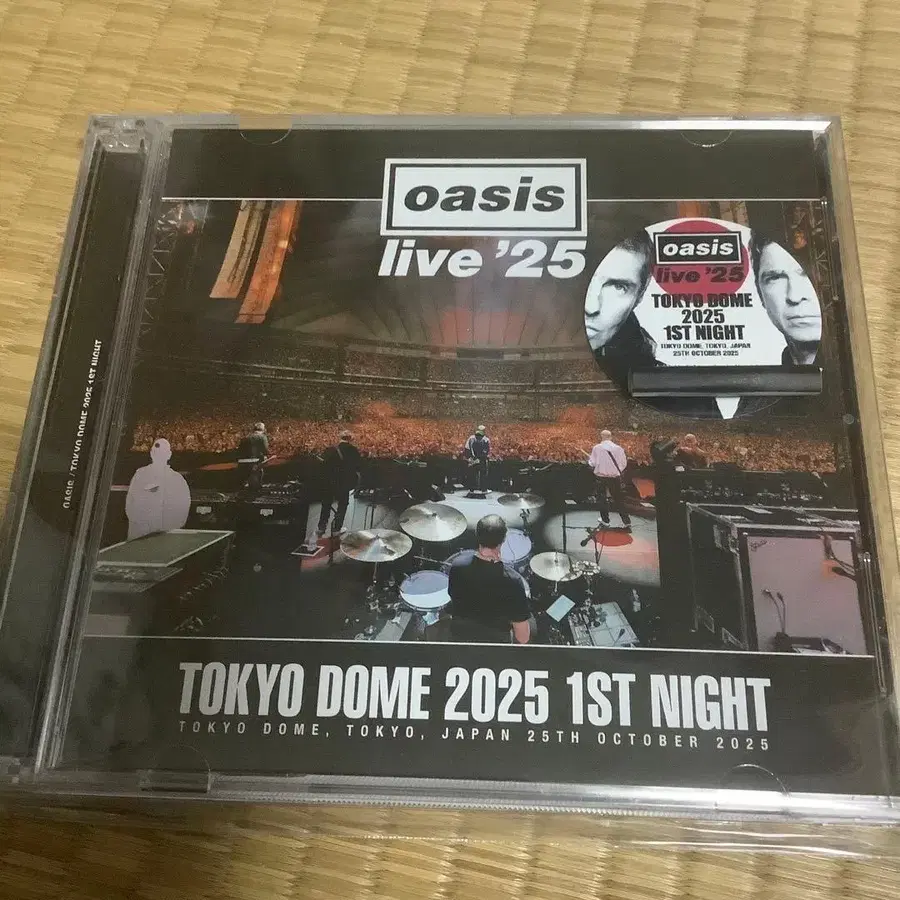 oasis
live '25
oasis
live '25
TOKYO DOME
2025
1ST NIGHT
TOKYO DOME, TOKYO, JAPAN
25TH OCTOBER 2025
OASIS / TOKYO DOME 2025 1ST NIGHT
TOKYO DOME 2025 1ST NIGHT
TOKYO DOME, TOKYO, JAPAN 25TH OCTOBER 2025